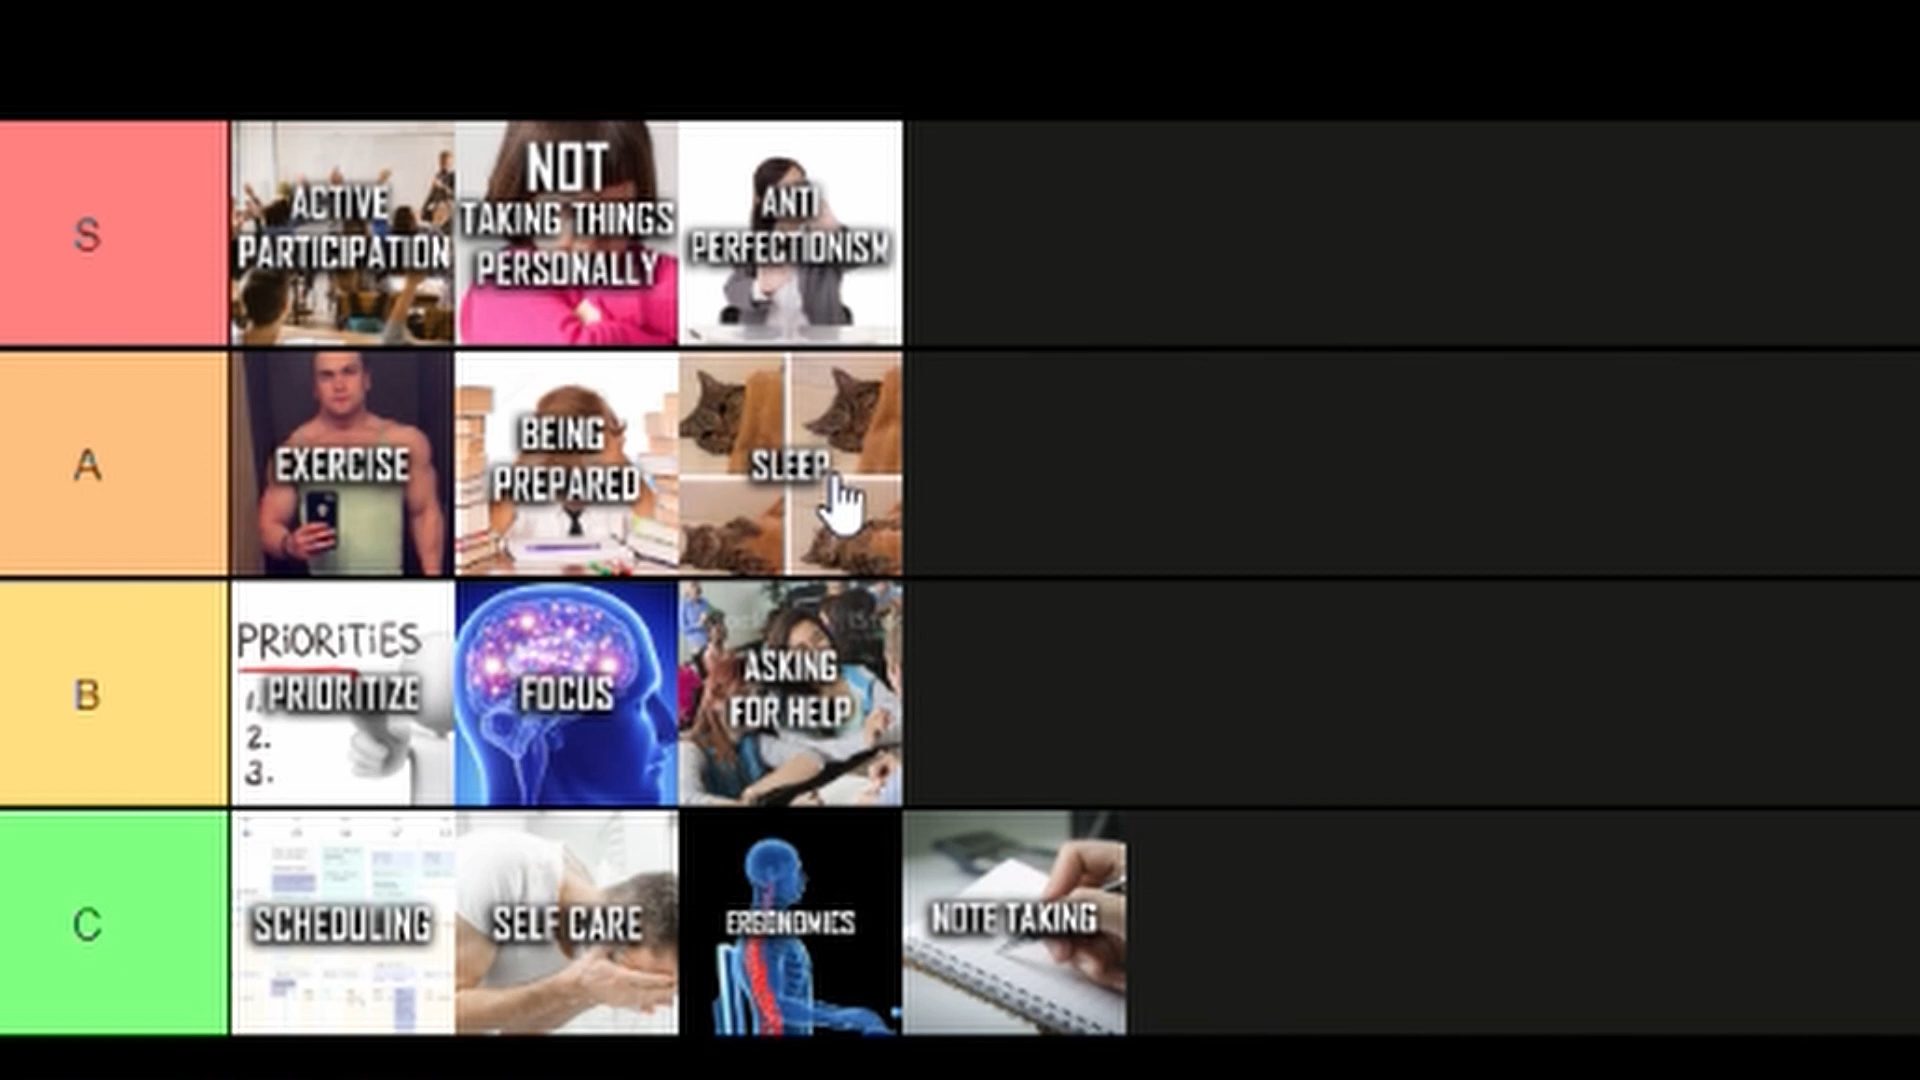 S
ACTIVE
PARTICIPATION
NOT
TAKING THINGS
PERSONALLY
ANTI
PERFECTIONISM
A
EXERCISE
BEING
PREPARED
SLEEP
B
PRIORITIES
1. PRIORITIZE
2.
3.
FOCUS
ASKING
FOR HELP
C
SCHEDULING
SELF CARE
ERGONOMICS
NOTE TAKING